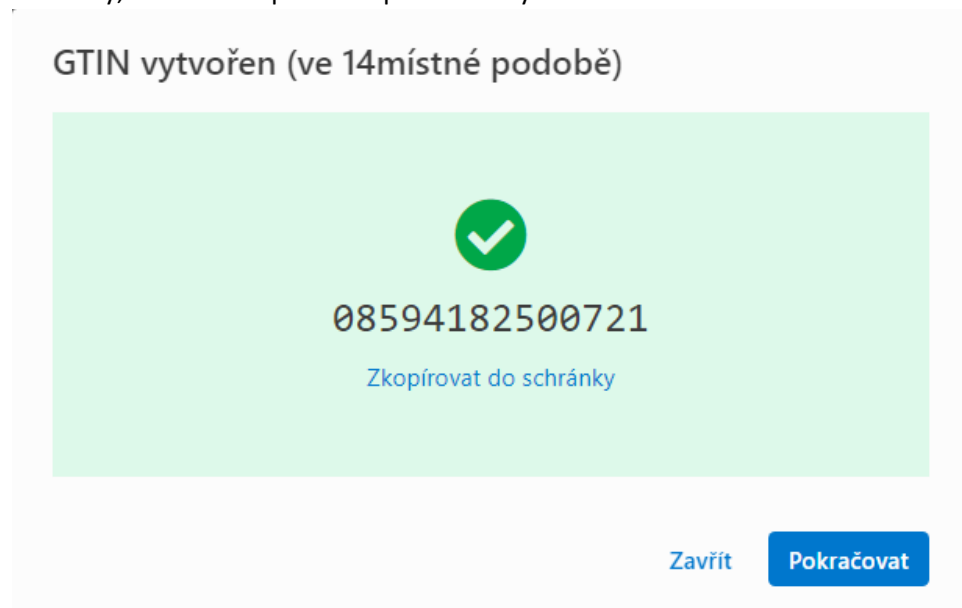 GTIN vytvořen (ve 14místné podobě)
08594182500721
Zkopírovat do schránky
Zavřít
Pokračovat